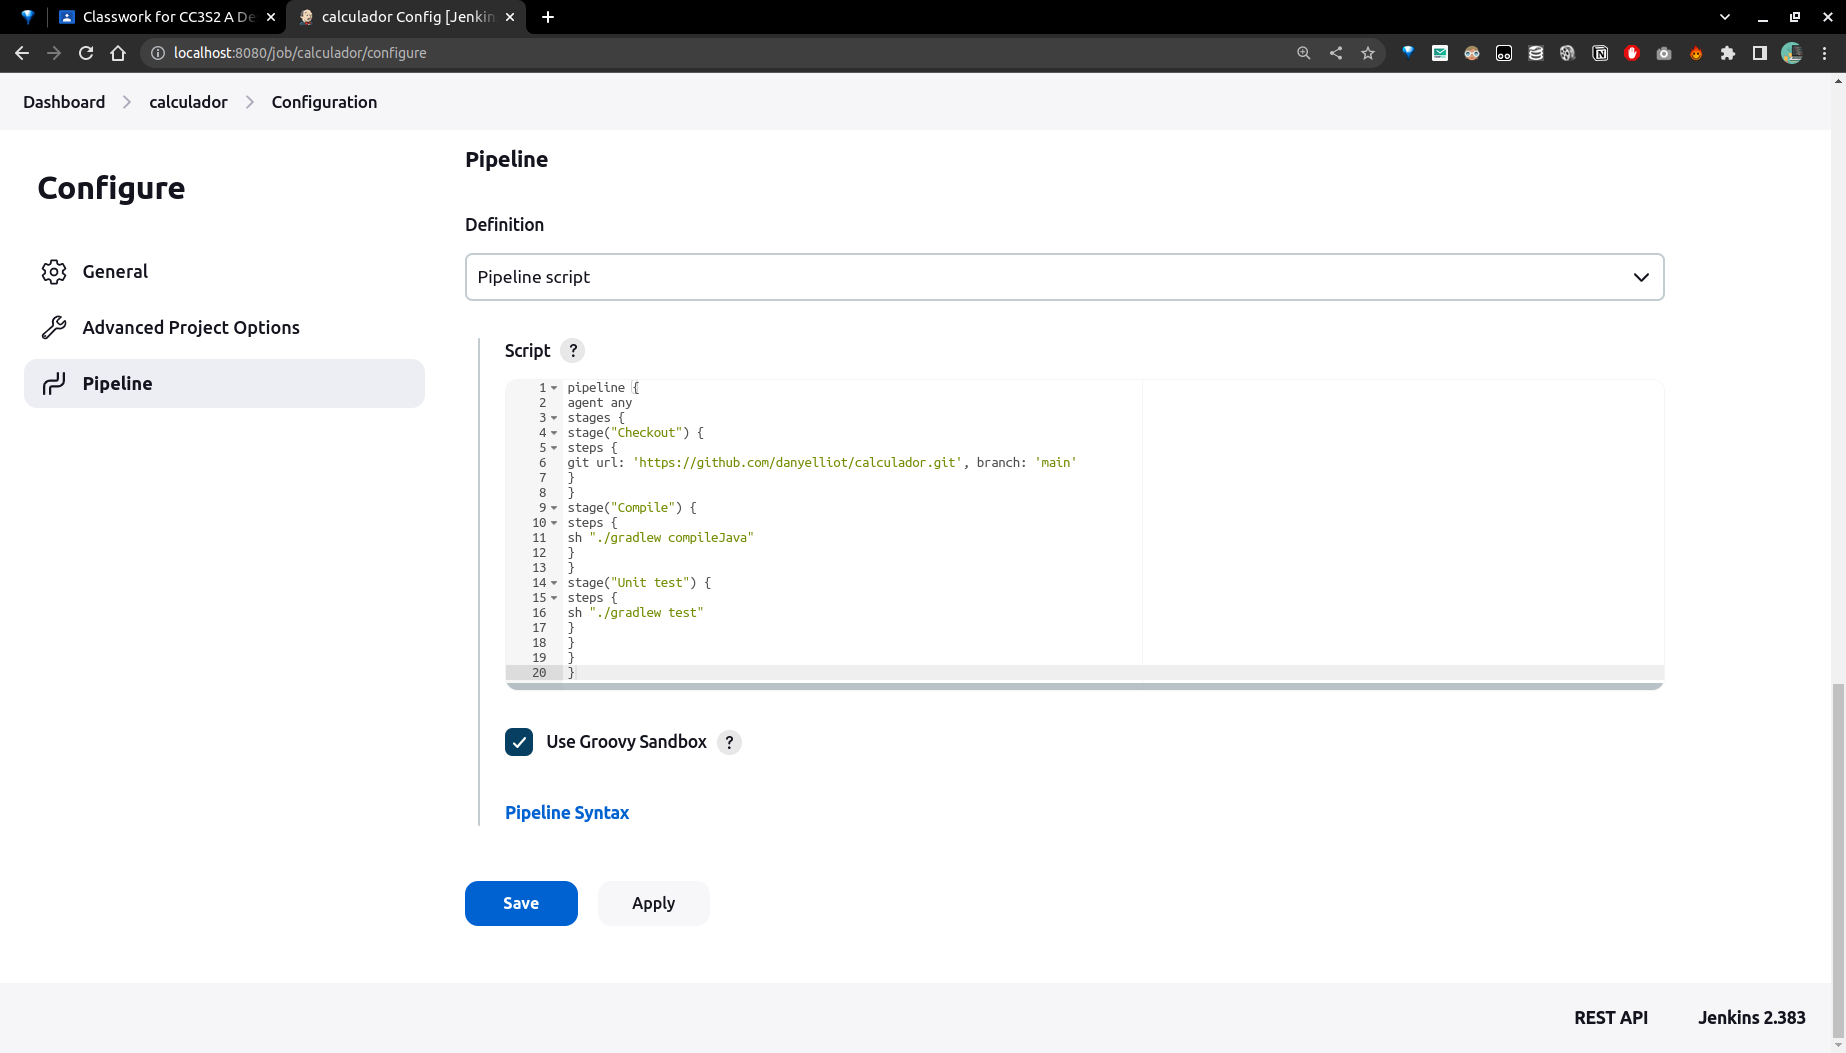 Classwork for CC3S2 A De
calculador Config [Jenkin
localhost:8080/job/calculador/configure
Dashboard
calculador
Configuration
Configure
General
Advanced Project Options
Pipeline
Pipeline
Definition
Pipeline script
Script ?
1 pipeline {
2 agent any
3 stages {
4 stage("Checkout") {
5 steps {
6 git url: 'https://github.com/danyelliot/calculador.git', branch: 'main'
7 }
8 }
9 stage("Compile") {
10 steps {
11 sh "./gradlew compileJava"
12 }
13 }
14 stage("Unit test") {
15 steps {
16 sh "./gradlew test"
17 }
18 }
19 }
20 }
Use Groovy Sandbox ?
Pipeline Syntax
Save
Apply
REST API
Jenkins 2.383